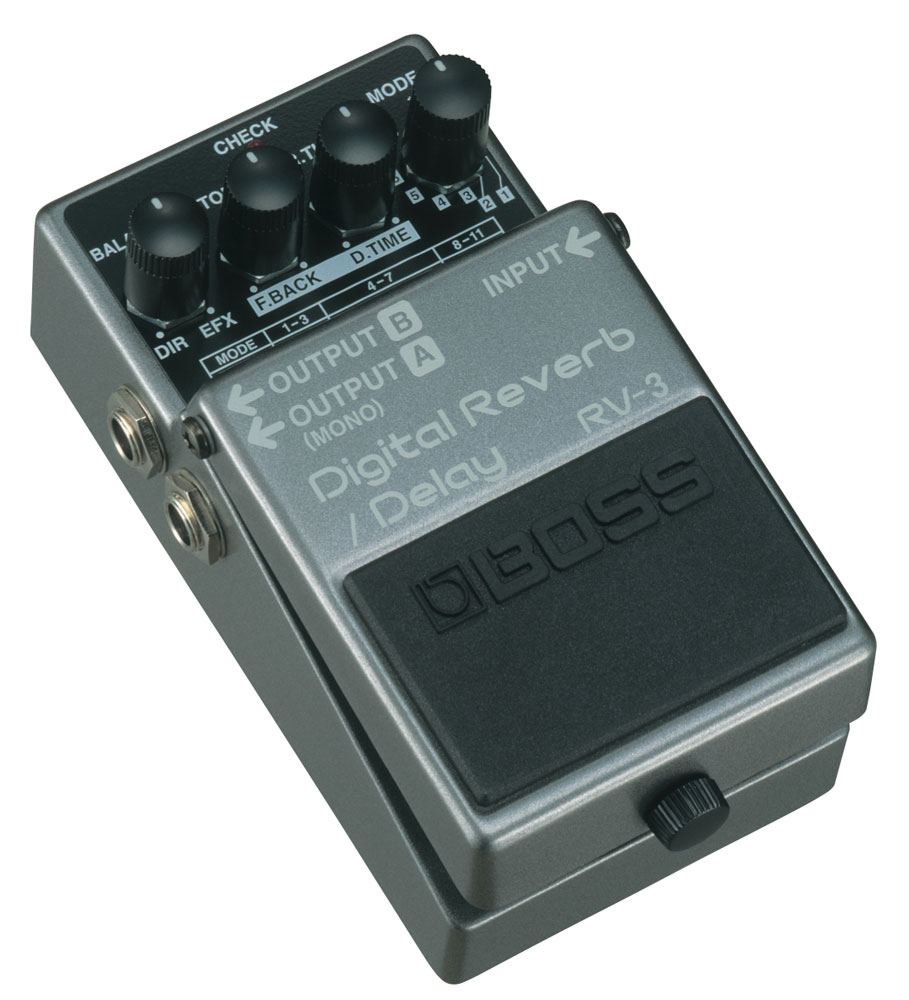 CHECK
MODE
6 5 4 3 2 1
DIR EFX
F.BACK D.TIME
MODE 1-3 4-7 8-11
INPUT
OUTPUT B
OUTPUT A
(MONO)
Digital Reverb
/ Delay
RV-3
BOSS